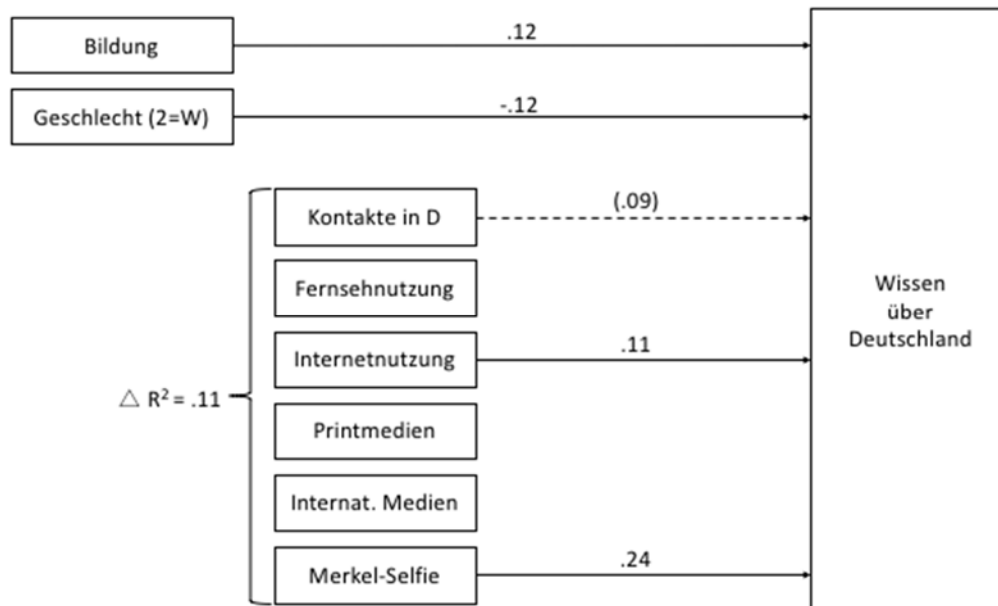 Bildung
.12
Geschlecht (2=W)
-.12
Kontakte in D
(.09)
Fernsehnutzung
Internetnutzung
.11
△ R² = .11
Printmedien
Internat. Medien
Merkel-Selfie
.24
Wissen
über
Deutschland